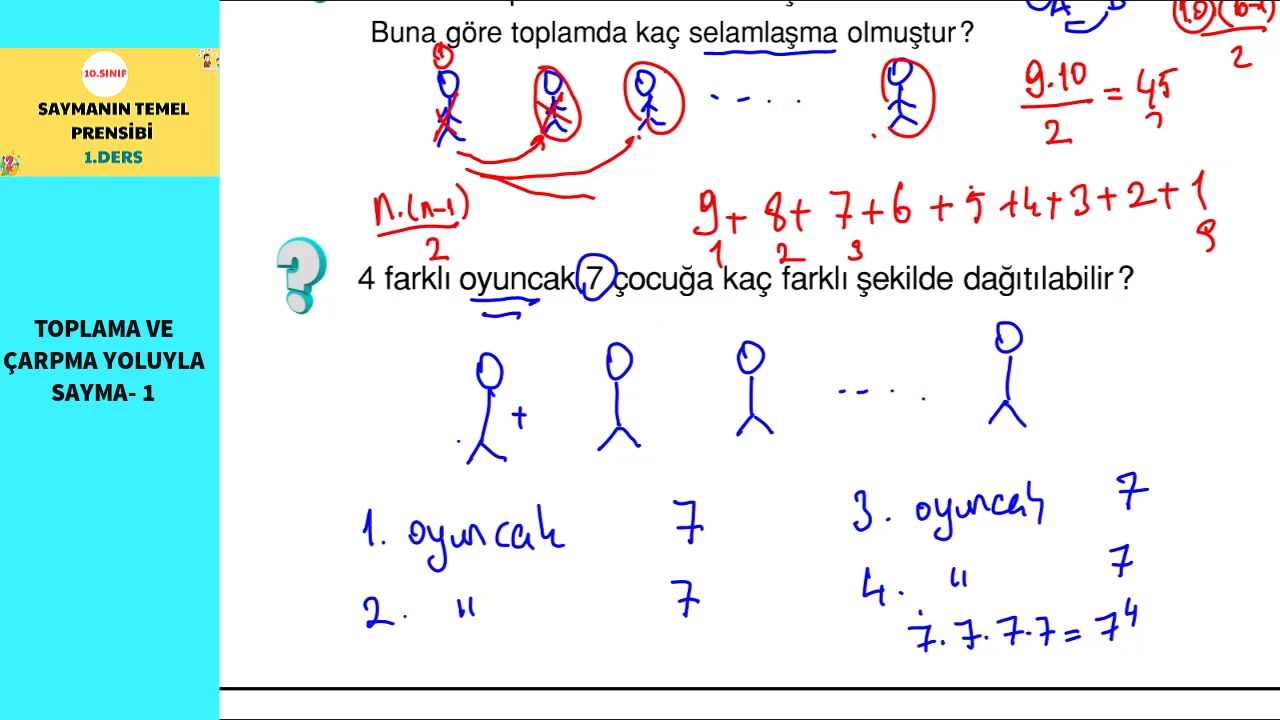 10.SINIF
SAYMANIN TEMEL
PRENSİBİ
1.DERS
TOPLAMA VE
ÇARPMA YOLUYLA
SAYMA- 1
Buna göre toplamda kaç selamlaşma olmuştur?
9.10/2 = 45
n.(n-1)/2
9+ 8+ 7+6 +5 +4+3+2+1
1 2 3 9
4 farklı oyuncak 7 çocuğa kaç farklı şekilde dağıtılabilir?
1. oyuncak 7
2. " 7
3. oyuncak 7
4. " 7
7.7.7.7=7⁴